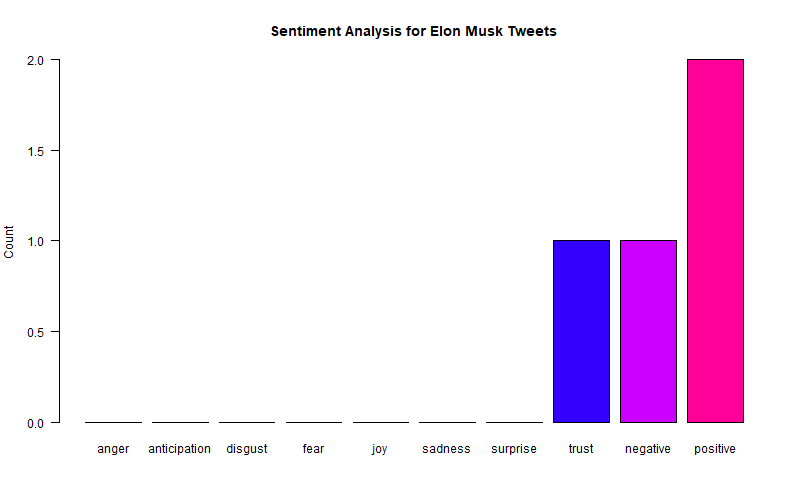 Sentiment Analysis for Elon Musk Tweets
2.0
1.5
1.0
0.5
0.0
Count
anger anticipation disgust fear joy sadness surprise trust negative positive